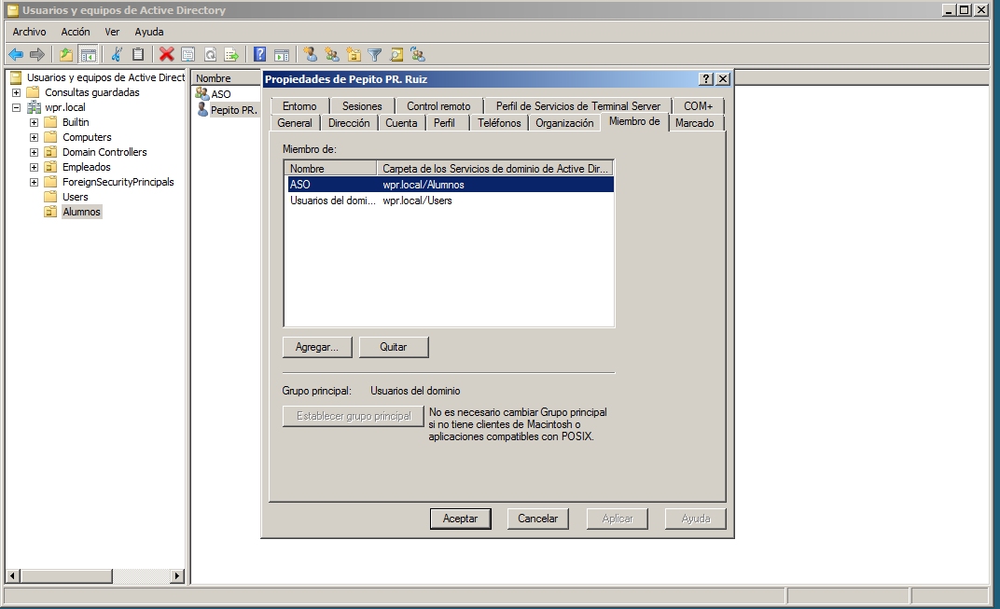 Usuarios y equipos de Active Directory
Archivo Acción Ver Ayuda
Usuarios y equipos de Active Direct
Consultas guardadas
wpr.local
Builtin
Computers
Domain Controllers
Empleados
ForeignSecurityPrincipals
Users
Alumnos
Nombre
ASO
Pepito PR.
Propiedades de Pepito PR. Ruiz
Entorno Sesiones Control remoto Perfil de Servicios de Terminal Server COM+
General Dirección Cuenta Perfil Teléfonos Organización Miembro de Marcado
Miembro de:
Nombre Carpeta de los Servicios de dominio de Active Dir...
ASO wpr.local/Alumnos
Usuarios del domi... wpr.local/Users
Agregar... Quitar
Grupo principal: Usuarios del dominio
Establecer grupo principal
No es necesario cambiar Grupo principal
si no tiene clientes de Macintosh o
aplicaciones compatibles con POSIX.
Aceptar Cancelar Aplicar Ayuda